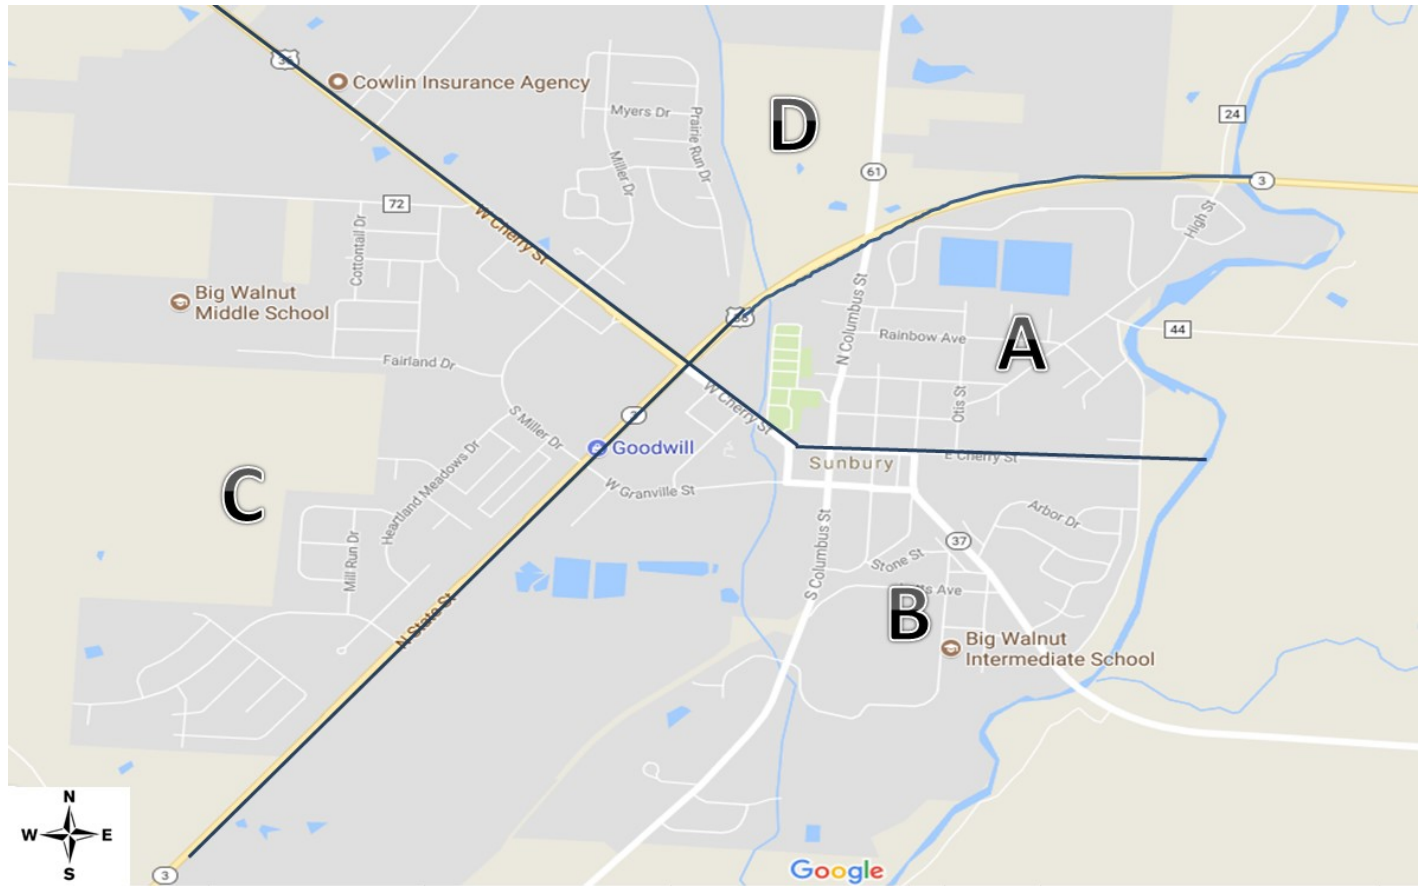 36
Cowlin Insurance Agency
Myers Dr
Prairie Run Dr
Miller Dr
D
24
61
3
72
W Cherry St
High St
Cottontail Dr
Big Walnut
Middle School
N Columbus St
44
Rainbow Ave
A
Fairland Dr
W Cherry St
Otis St
S Miller Dr
Goodwill
Sunbury
E Cherry St
Heartland Meadows Dr
C
W Granville St
Arbor Dr
Mill Run Dr
S Columbus St
37
Stone St
Ave
B
N State St
Big Walnut
Intermediate School
N
W E
S
3
Google